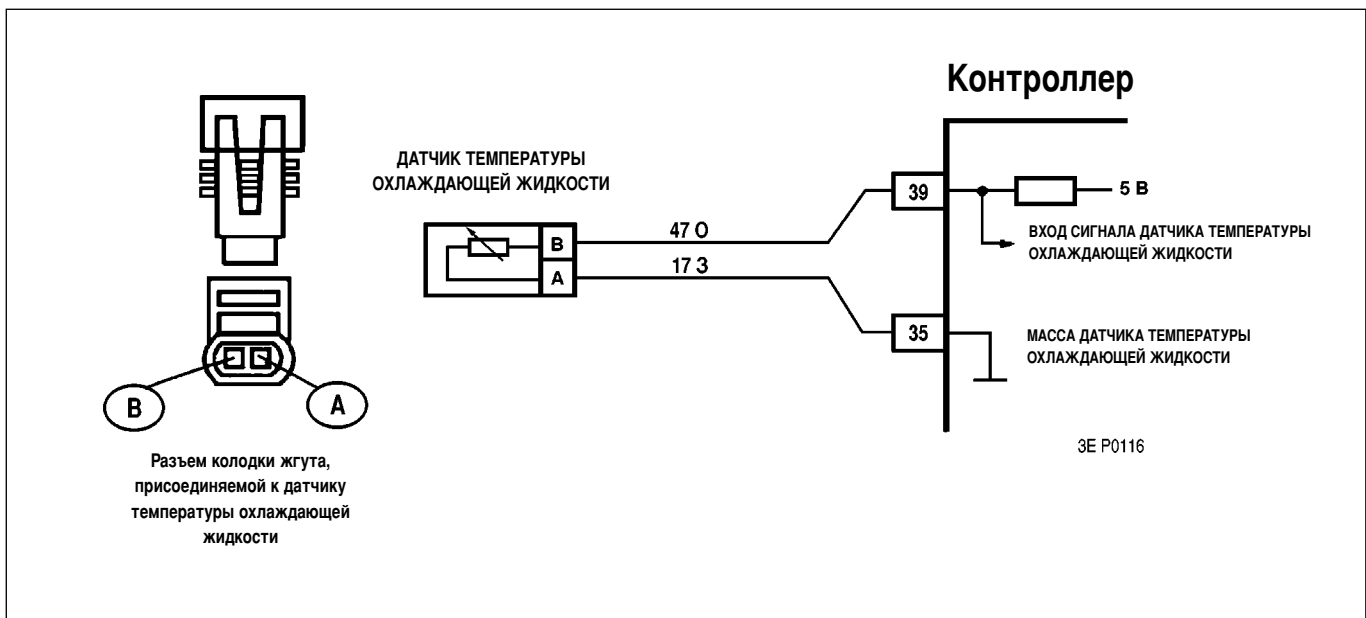 Контроллер
ДАТЧИК ТЕМПЕРАТУРЫ
ОХЛАЖДАЮЩЕЙ ЖИДКОСТИ
39
5 В
47 О
В
17 З
А
ВХОД СИГНАЛА ДАТЧИКА ТЕМПЕРАТУРЫ
ОХЛАЖДАЮЩЕЙ ЖИДКОСТИ
35
МАССА ДАТЧИКА ТЕМПЕРАТУРЫ
ОХЛАЖДАЮЩЕЙ ЖИДКОСТИ
В
А
Разъем колодки жгута,
присоединяемой к датчику
температуры охлаждающей
жидкости
3E P0116